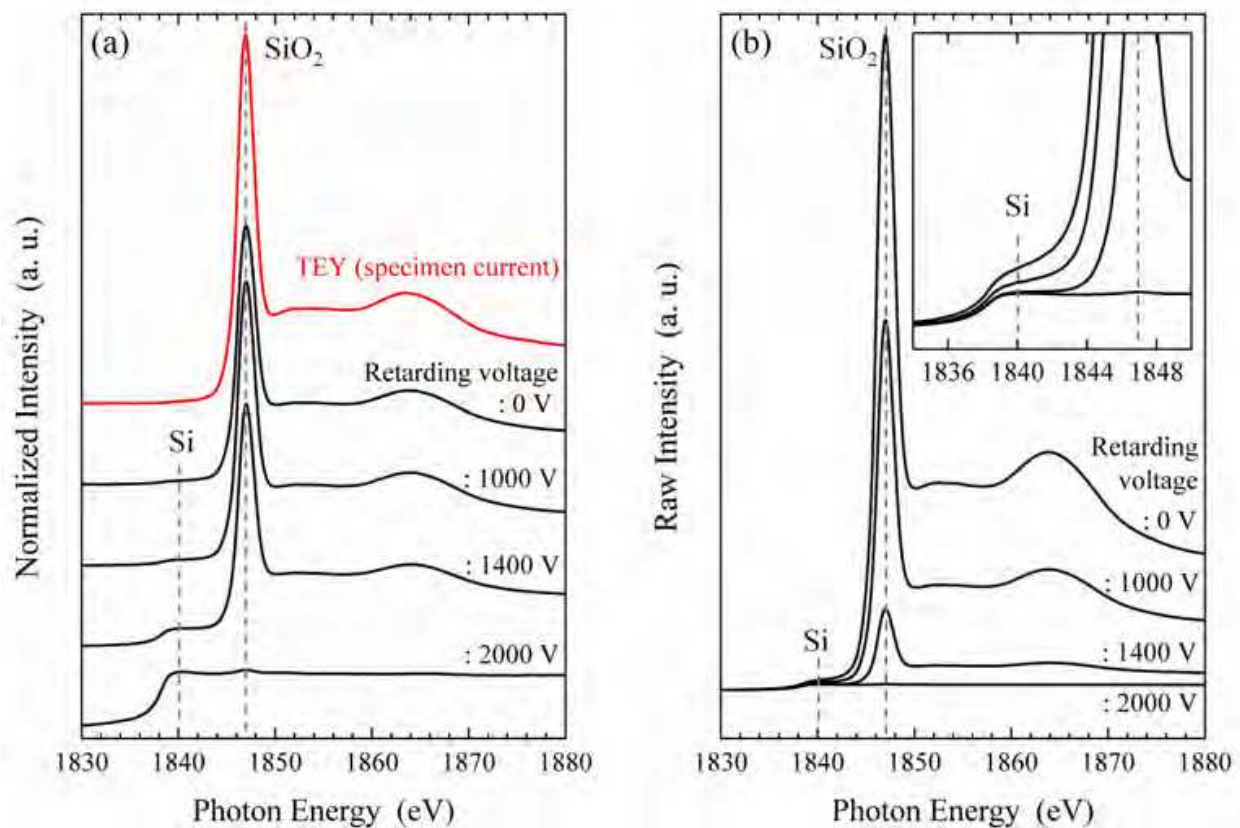 (a)
SiO2
TEY (specimen current)
Retarding voltage
: 0 V
Si
: 1000 V
: 1400 V
: 2000 V
1830 1840 1850 1860 1870 1880
Photon Energy (eV)
Normalized Intensity (a. u.)
(b)
SiO2
Si
1836 1840 1844 1848
Retarding
voltage
: 0 V
: 1000 V
Si
: 1400 V
: 2000 V
1830 1840 1850 1860 1870 1880
Photon Energy (eV)
Raw Intensity (a. u.)